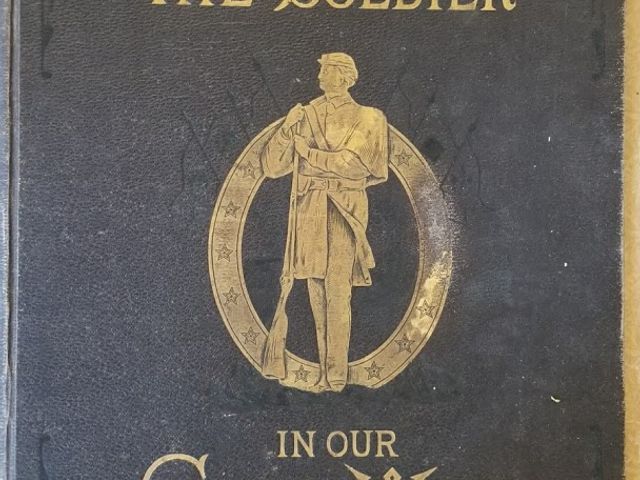 THE SOLDIER
IN OUR